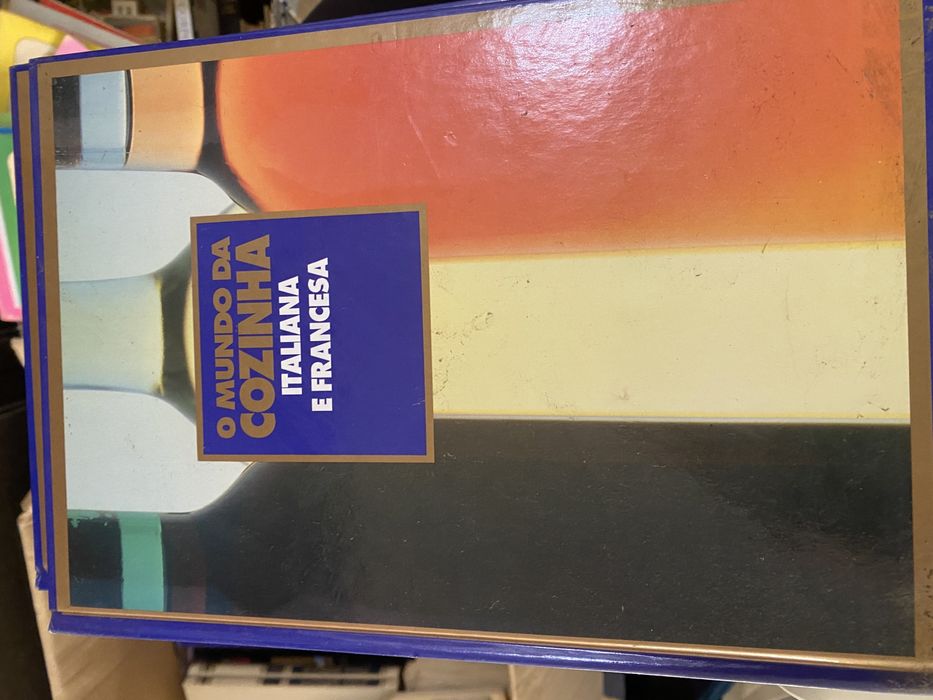 O MUNDO DA
COZINHA
ITALIANA
E FRANCESA